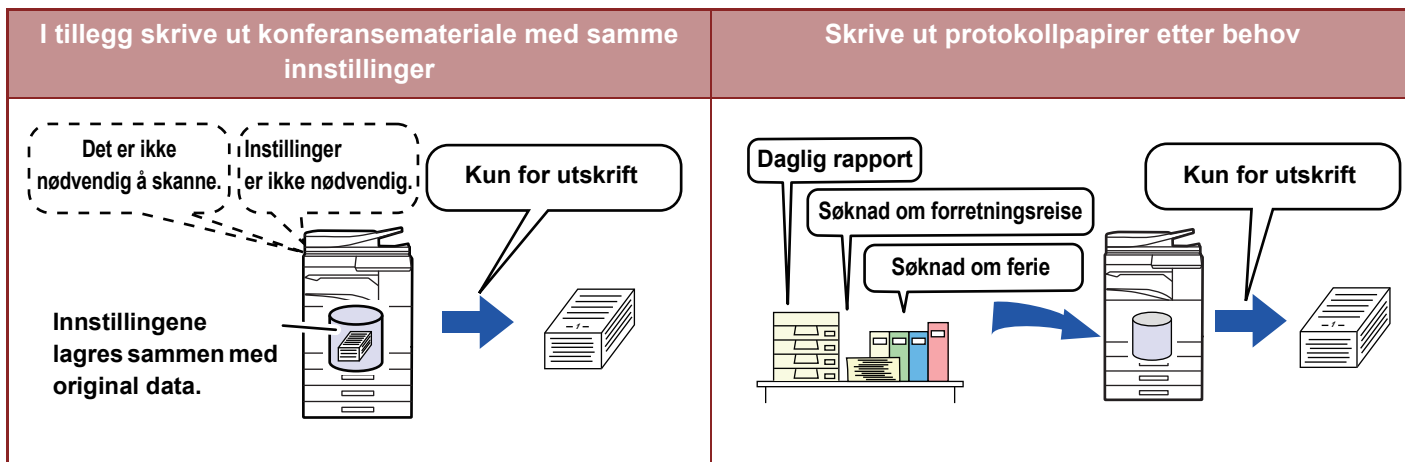 I tillegg skrive ut konferansemateriale med samme
innstillinger
Det er ikke
nødvendig å skanne.
Instillinger
er ikke nødvendig.
Kun for utskrift
Innstillingene
lagres sammen med
original data.
-1-
Skrive ut protokollpapirer etter behov
Daglig rapport
Søknad om forretningsreise
Søknad om ferie
Kun for utskrift
-1-